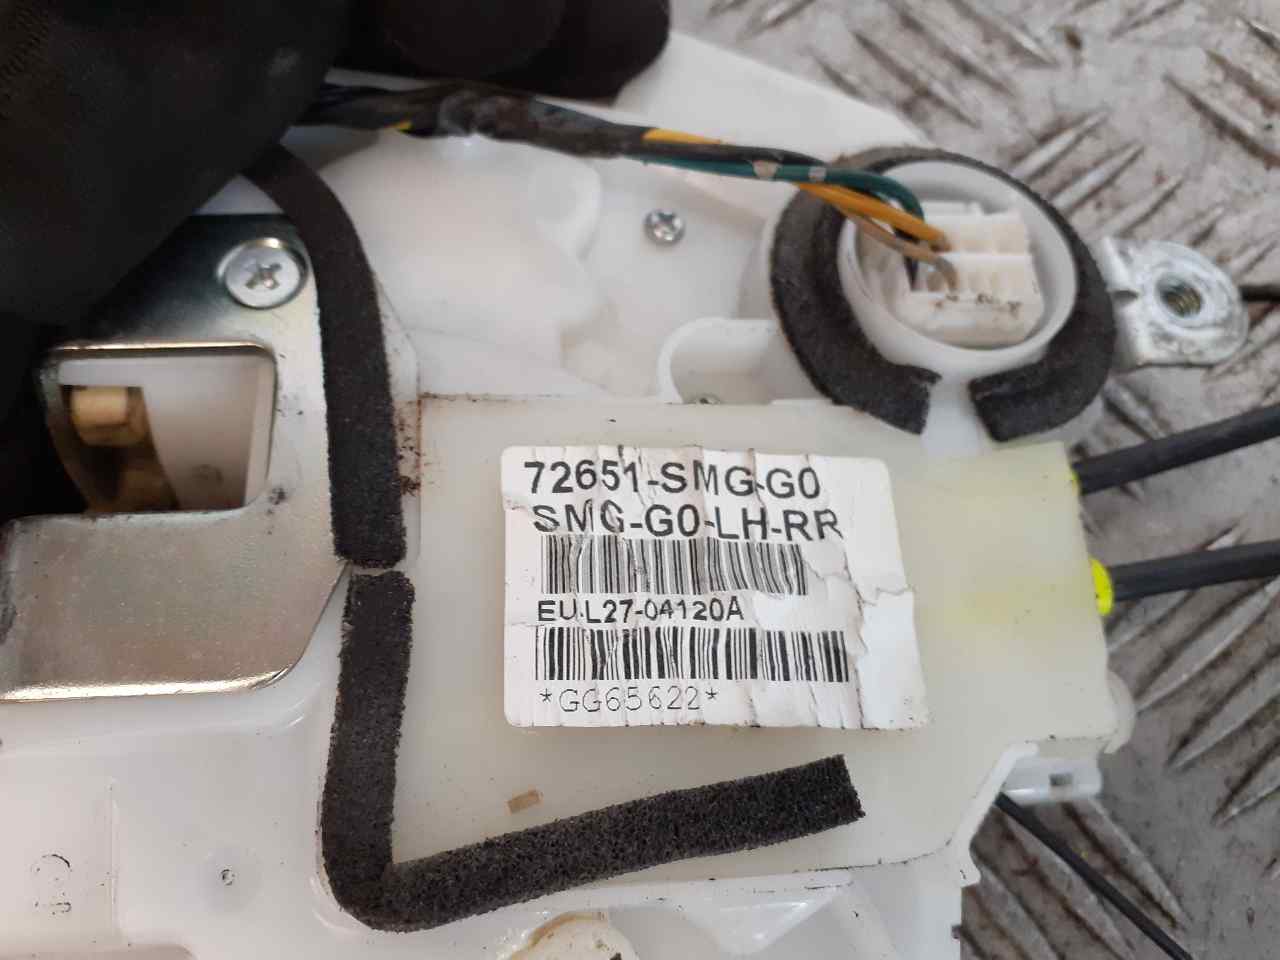 72651-SMG-G0
SMG-G0-LH-RR
EU.L27-04120A
*GG65622*